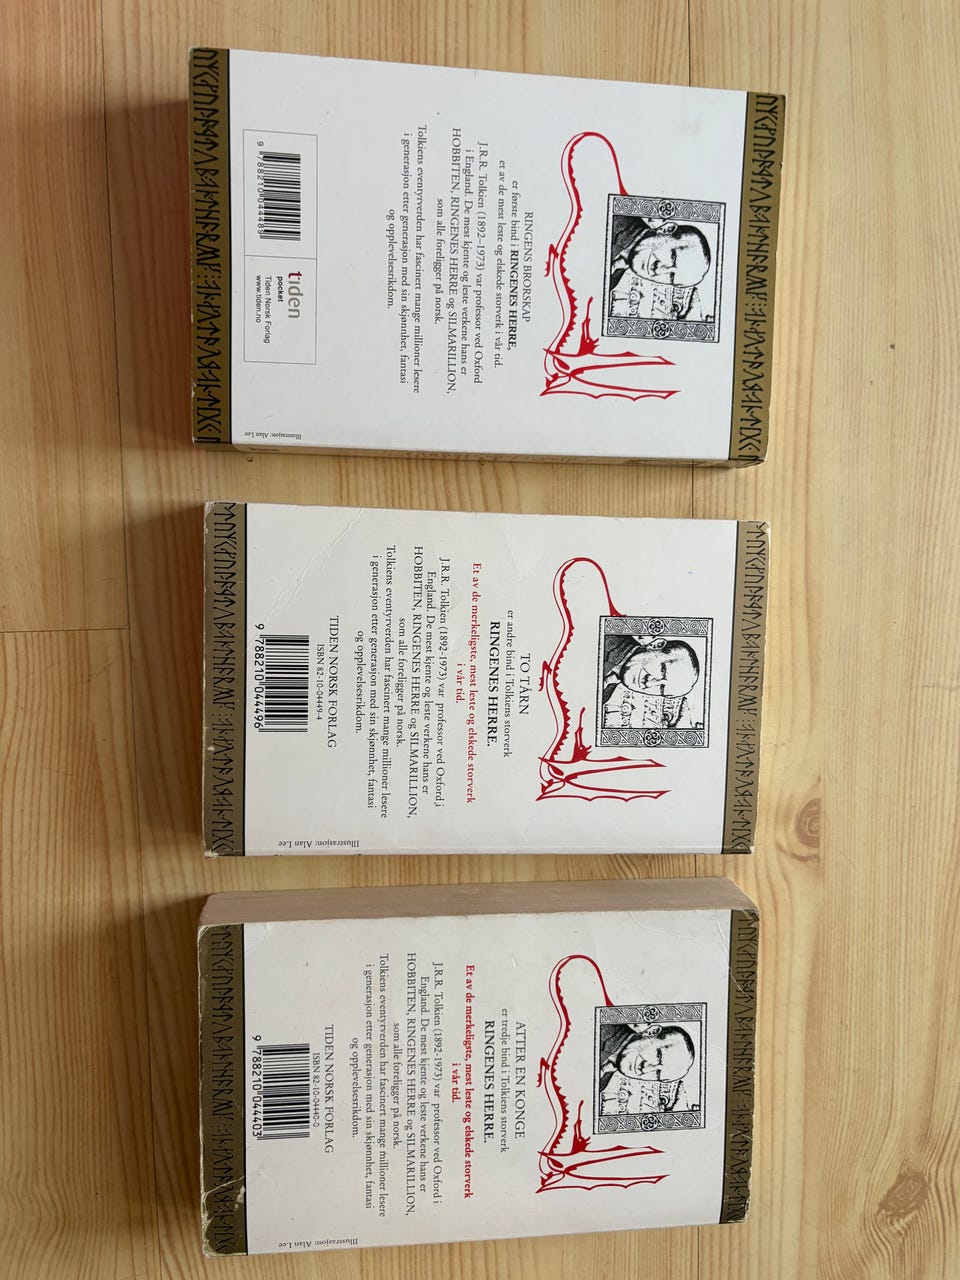 RINGENS BRORSKAP
er første bind i RINGENES HERRE,
et av de mest leste og elskede storverk i vår tid.
J.R.R. Tolkien (1892–1973) var professor ved Oxford
i England. De mest kjente og leste verkene hans er
HOBBITEN, RINGENES HERRE og SILMARILLION,
som alle foreligger på norsk.
Tolkiens eventyrverden har fascinert mange millioner lesere
i generasjon etter generasjon med sin skjønnhet, fantasi
og opplevelsesrikdom.
9 788210 044489
tiden
pocket
Tiden Norsk Forlag
www.tiden.no
Illustrasjon: Alan Lee
TO TÅRN
er andre bind i Tolkiens storverk
RINGENES HERRE.
Et av de merkeligste, mest leste og elskede storverk
i vår tid.
J.R.R. Tolkien (1892-1973) var professor ved Oxford i
England. De mest kjente og leste verkene hans er
HOBBITEN, RINGENES HERRE og SILMARILLION,
som alle foreligger på norsk.
Tolkiens eventyrverden har fascinert mange millioner lesere
i generasjon etter generasjon med sin skjønnhet, fantasi
og opplevelsesrikdom.
TIDEN NORSK FORLAG
ISBN 82-10-04449-4
9 788210 044496
Illustrasjon: Alan Lee
ATTER EN KONGE
er tredje bind i Tolkiens storverk
RINGENES HERRE.
Et av de merkeligste, mest leste og elskede storverk
i vår tid.
J.R.R. Tolkien (1892-1973) var professor ved Oxford i
England. De mest kjente og leste verkene hans er
HOBBITEN, RINGENES HERRE og SILMARILLION,
som alle foreligger på norsk.
Tolkiens eventyrverden har fascinert mange millioner lesere
i generasjon etter generasjon med sin skjønnhet, fantasi
og opplevelsesrikdom.
TIDEN NORSK FORLAG
ISBN 82-10-04440-0
9 788210 044403
Illustrasjon: Alan Lee